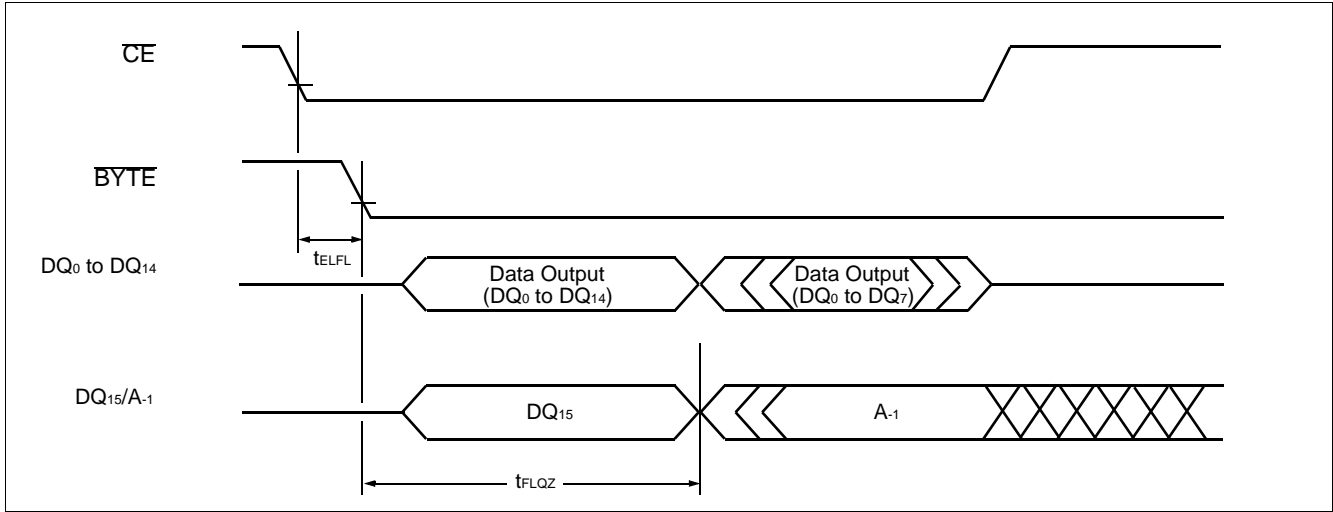 CE
BYTE
tELFL
DQ0 to DQ14
Data Output
(DQ0 to DQ14)
Data Output
(DQ0 to DQ7)
DQ15/A-1
DQ15
A-1
tFLQZ